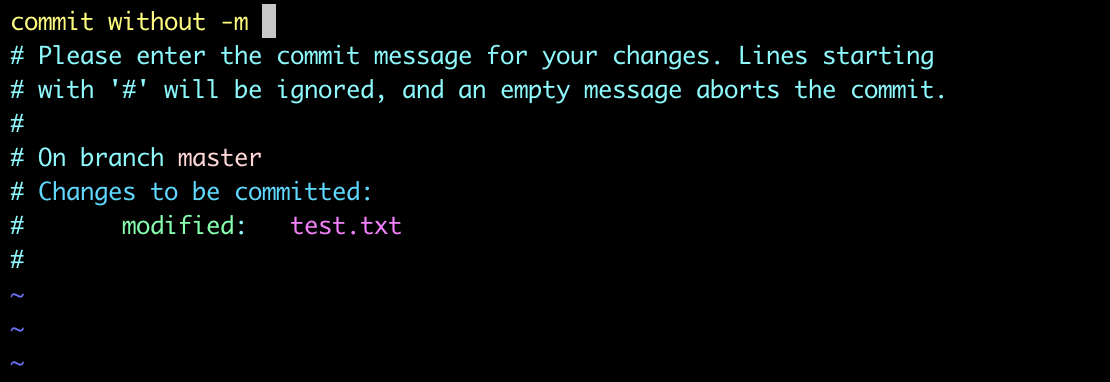 commit without -m
# Please enter the commit message for your changes. Lines starting
# with '#' will be ignored, and an empty message aborts the commit.
#
# On branch master
# Changes to be committed:
#       modified:   test.txt
#
~
~
~